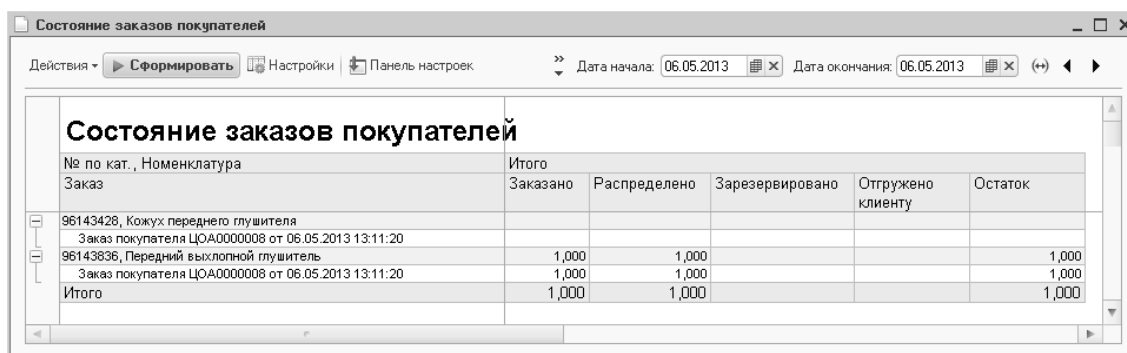 Состояние заказов покупателей
Действия Сформировать Настройки Панель настроек Дата начала: 06.05.2013 Дата окончания: 06.05.2013
Состояние заказов покупателей
№ по кат., Номенклатура Итого
Заказ Заказано Распределено Зарезервировано Отгружено клиенту Остаток
96143428, Кожух переднего глушителя
Заказ покупателя ЦОА0000008 от 06.05.2013 13:11:20
96143836, Передний выхлопной глушитель 1,000 1,000 1,000
Заказ покупателя ЦОА0000008 от 06.05.2013 13:11:20 1,000 1,000 1,000
Итого 1,000 1,000 1,000